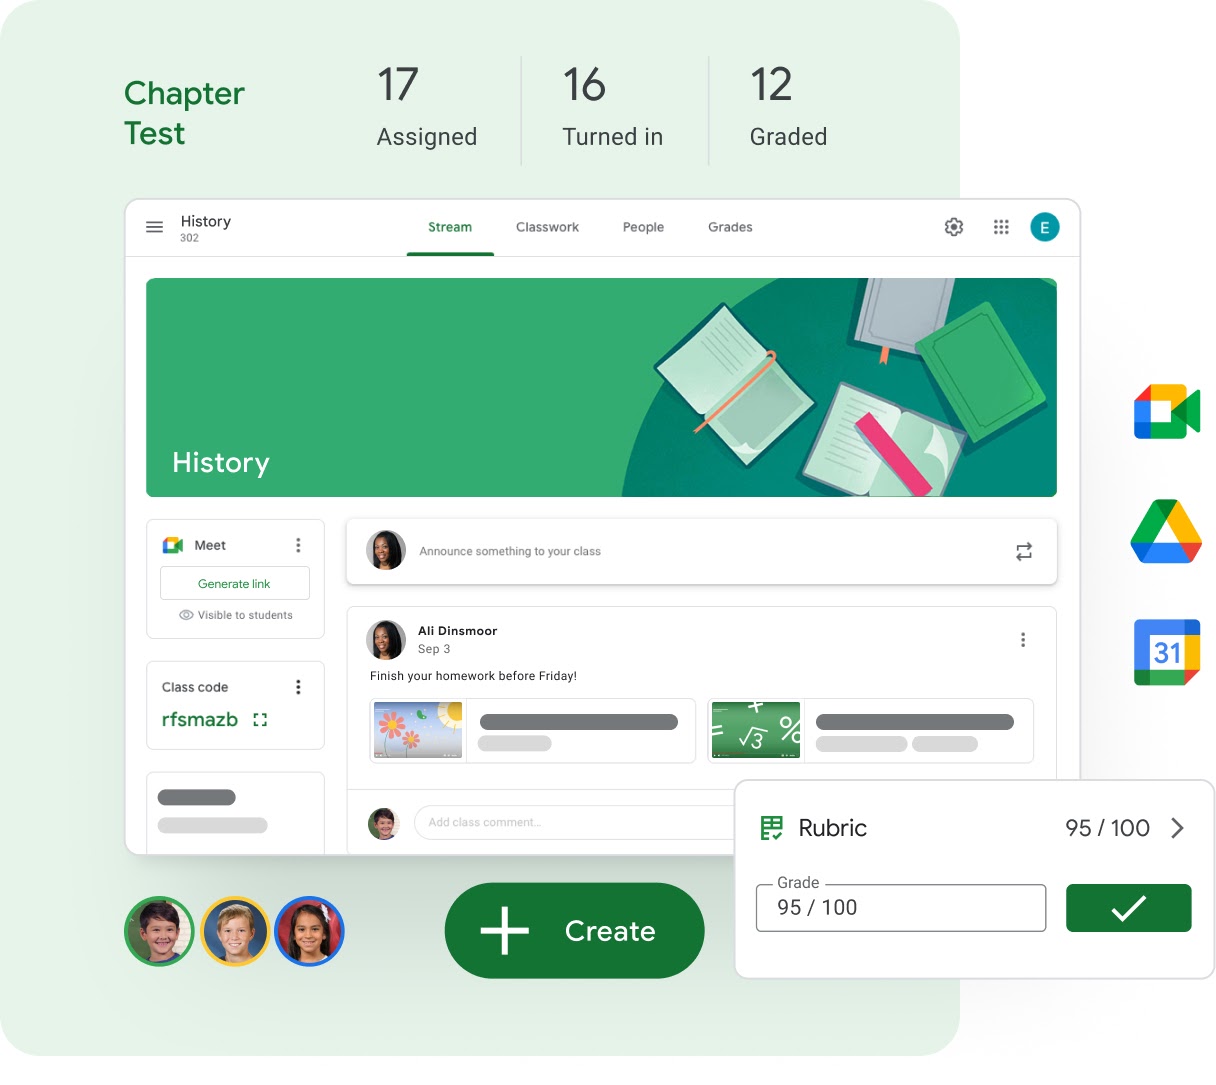 Chapter
Test
17
Assigned
16
Turned in
12
Graded
History
302
Stream
Classwork
People
Grades
E
History
Meet
Generate link
Visible to students
Class code
rfsmazb
Announce something to your class
Ali Dinsmoor
Sep 3
Finish your homework before Friday!
+
=
√3
%
Add class comment...
31
Rubric
95 / 100
Grade
95 / 100
Create